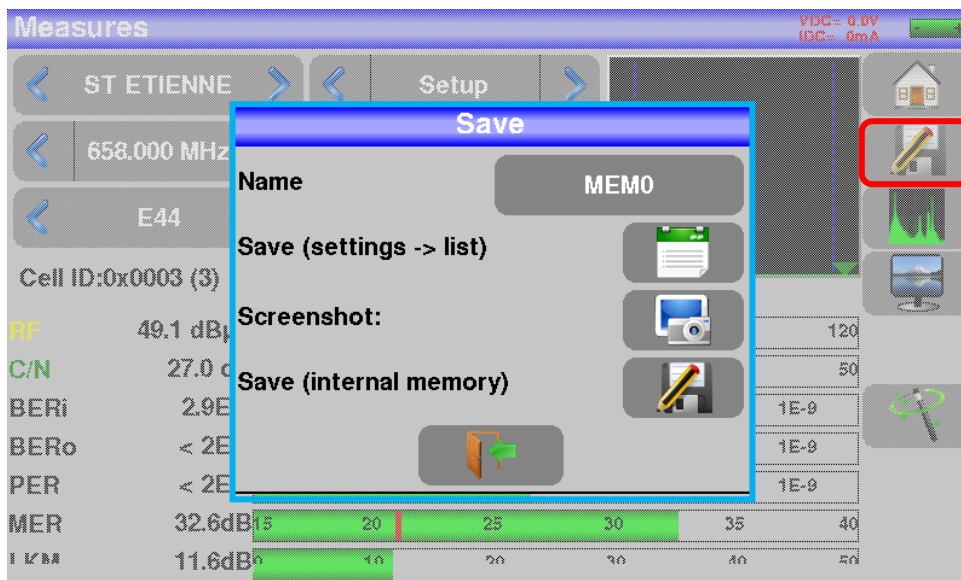 Measures
VDC= 0.0V
IDC= 0mA
ST ETIENNE
Setup
Save
658.000 MHz
Name
MEM0
E44
Save (settings -> list)
Cell ID:0x0003 (3)
Screenshot:
RF 49.1 dBµ 120
C/N 27.0 50
Save (internal memory)
BERi 2.9E 1E-9
BERo < 2E 1E-9
PER < 2E 1E-9
MER 32.6dB 15 20 25 30 35 40
LKM 11.6dB 0 10 20 30 40 50